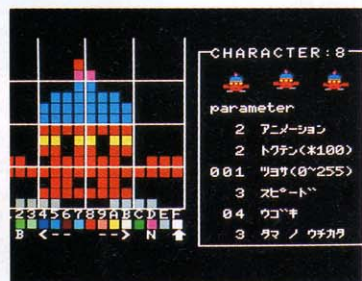 CHARACTER:8
parameter
2 アニメーション
2 トクテン(*100)
001 ツヨサ(0~255)
3 スピード
04 ウゴキ
3 タマ ノ ウチカタ
123456789ABCDEF
B <-- --> N ↑